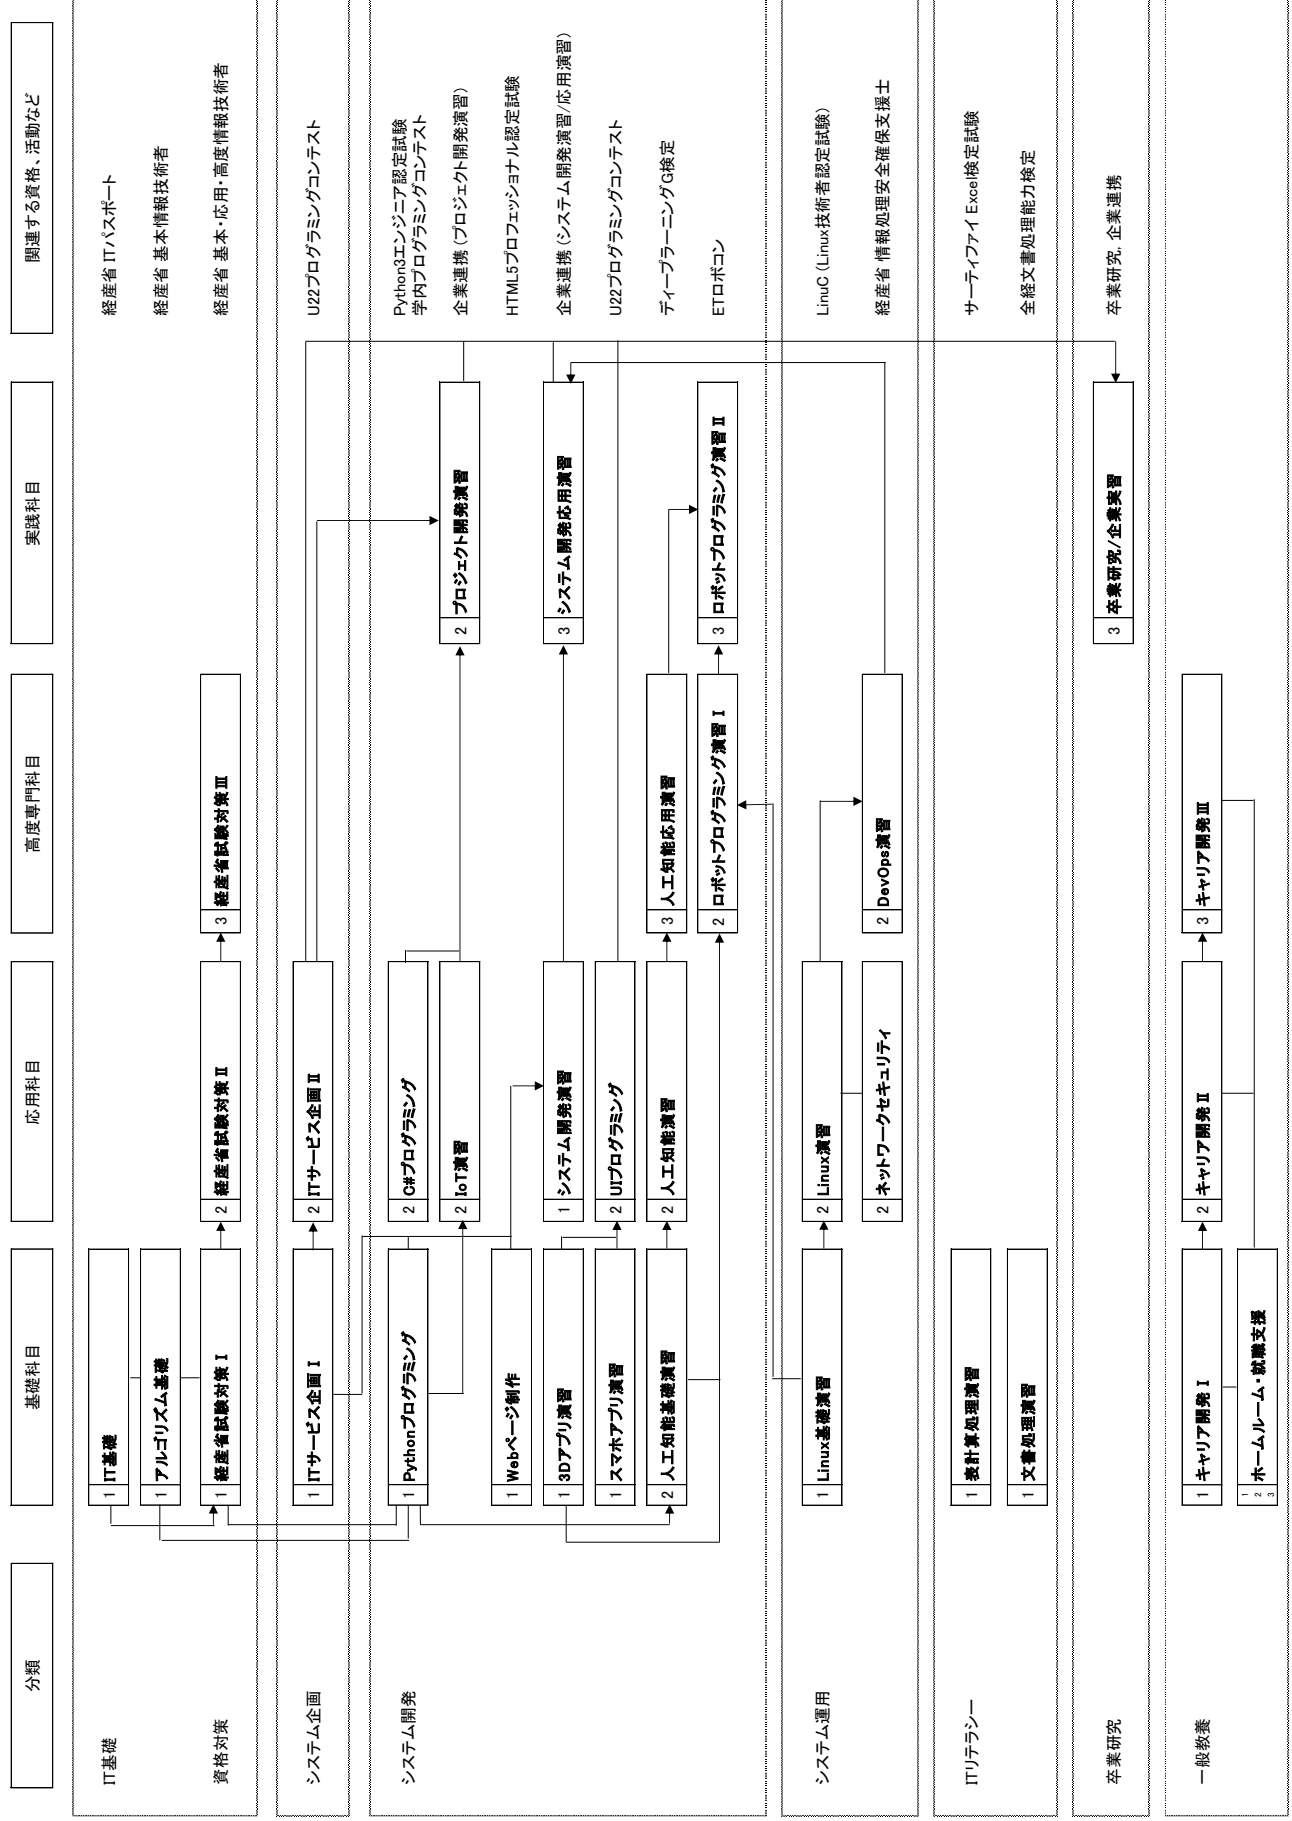 分類
基礎科目
応用科目
高度専門科目
実践科目
関連する資格、活動など
IT基礎
1 IT基礎
経産省 ITパスポート
1 アルゴリズム基礎
経産省 基本情報技術者
資格対策
1 経産省試験対策Ⅰ
2 経産省試験対策Ⅱ
3 経産省試験対策Ⅲ
経産省 基本・応用・高度情報技術者
システム企画
1 ITサービス企画Ⅰ
2 ITサービス企画Ⅱ
U22プログラミングコンテスト
システム開発
1 Pythonプログラミング
2 C#プログラミング
Python3エンジニア認定試験
学内プログラミングコンテスト
2 IoT演習
2 プロジェクト開発演習
企業連携（プロジェクト開発演習）
1 Webページ制作
HTML5プロフェッショナル認定試験
1 3Dアプリ演習
1 システム開発演習
3 システム開発応用演習
企業連携（システム開発演習/応用演習）
1 スマホアプリ演習
2 UIプログラミング
U22プログラミングコンテスト
2 人工知能基礎演習
2 人工知能演習
3 人工知能応用演習
ディープラーニングG検定
2 ロボットプログラミング演習Ⅰ
3 ロボットプログラミング演習Ⅱ
ETロボコン
システム運用
1 Linux基礎演習
2 Linux演習
LinuC（Linux技術者認定試験）
2 ネットワークセキュリティ
2 DevOps演習
経産省 情報処理安全確保支援士
ITリテラシー
1 表計算処理演習
サーティファイ Excel検定試験
1 文書処理演習
全経文書処理能力検定
卒業研究
3 卒業研究/企業実習
卒業研究, 企業連携
一般教養
1 キャリア開発Ⅰ
2 キャリア開発Ⅱ
3 キャリア開発Ⅲ
1
2
3
ホームルーム・就職支援